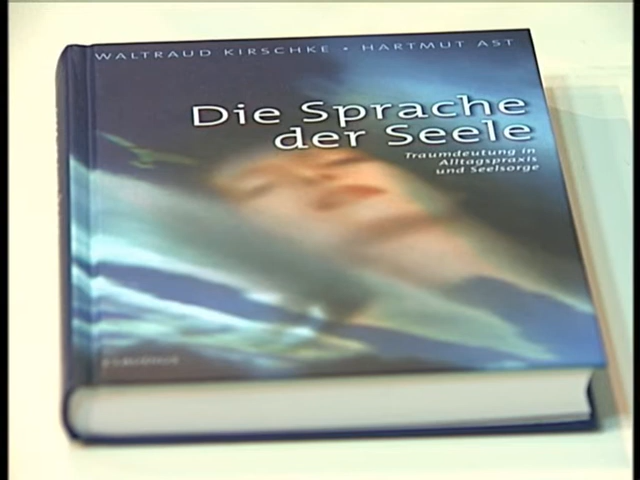 WALTRAUD KIRSCHKE • HARTMUT AST
Die Sprache
der Seele
Traumdeutung in
Alltagspraxis
und Seelsorge